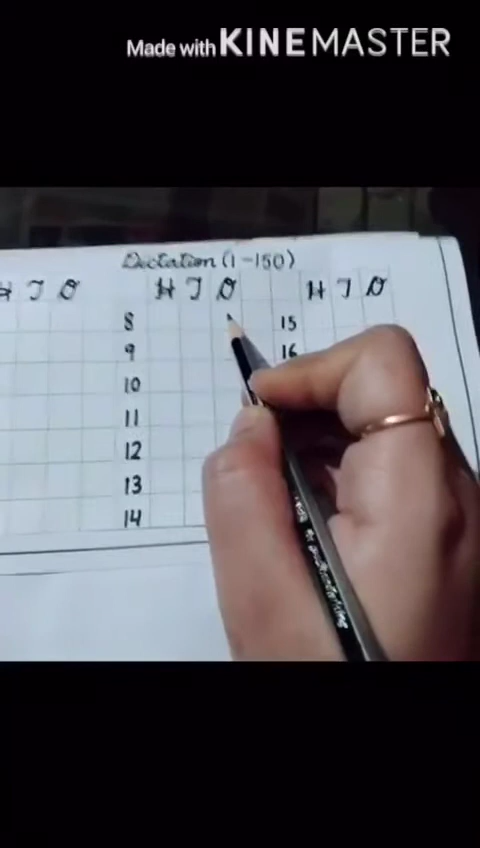 Made with KINEMASTER
Dictation (1-150)
H T O H T O H T O
8 15
9 16
10
11
12
13
14